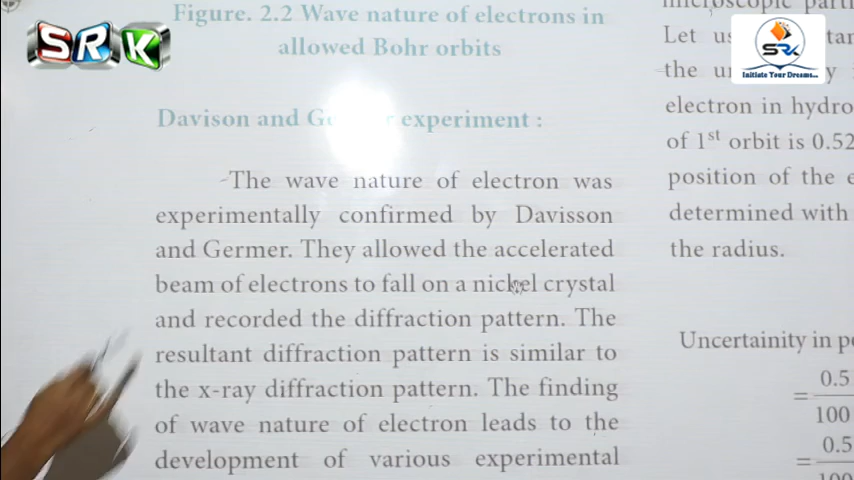 SRK
SRK
Initiate Your Dreams...
Figure. 2.2 Wave nature of electrons in
allowed Bohr orbits
Davison and experiment :
The wave nature of electron was
experimentally confirmed by Davisson
and Germer. They allowed the accelerated
beam of electrons to fall on a nickel crystal
and recorded the diffraction pattern. The
resultant diffraction pattern is similar to
the x-ray diffraction pattern. The finding
of wave nature of electron leads to the
development of various experimental
Let
the
electron in hydro
of 1st orbit is 0.52
position of the e
determined with
the radius.
Uncertainity in p
= 0.5
100
= 0.5